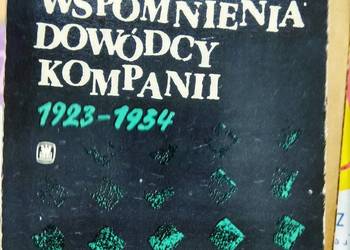 WSPOMNIENIA
DOWÓDCY
KOMPANII
1923-1934
Z